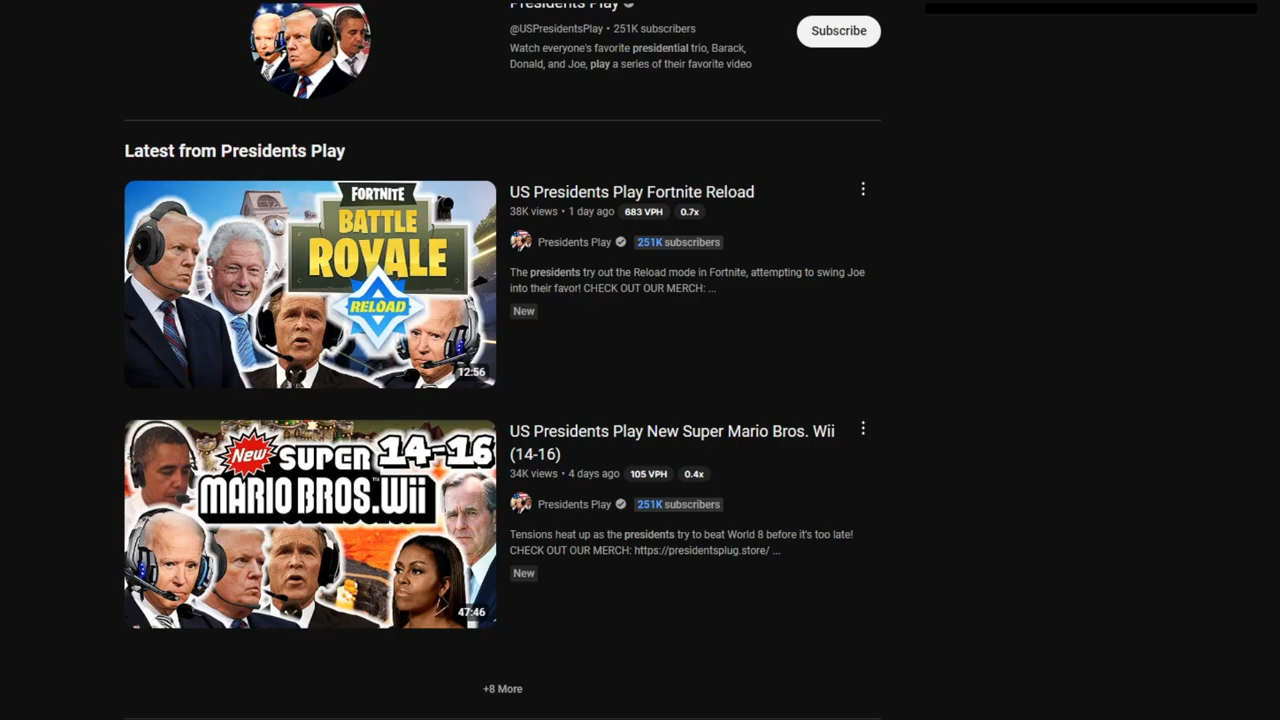 Presidents Play
@USPresidentsPlay • 251K subscribers
Subscribe
Watch everyone's favorite presidential trio, Barack,
Donald, and Joe, play a series of their favorite video
Latest from Presidents Play
FORTNITE
BATTLE
ROYALE
RELOAD
12:56
US Presidents Play Fortnite Reload
38K views • 1 day ago 683 VPH 0.7x
Presidents Play 251K subscribers
The presidents try out the Reload mode in Fortnite, attempting to swing Joe
into their favor! CHECK OUT OUR MERCH: ...
New
New SUPER 14-16
MARIO BROS.Wii
47:46
US Presidents Play New Super Mario Bros. Wii
(14-16)
34K views • 4 days ago 105 VPH 0.4x
Presidents Play 251K subscribers
Tensions heat up as the presidents try to beat World 8 before it's too late!
CHECK OUT OUR MERCH: https://presidentsplug.store/ ...
New
+8 More